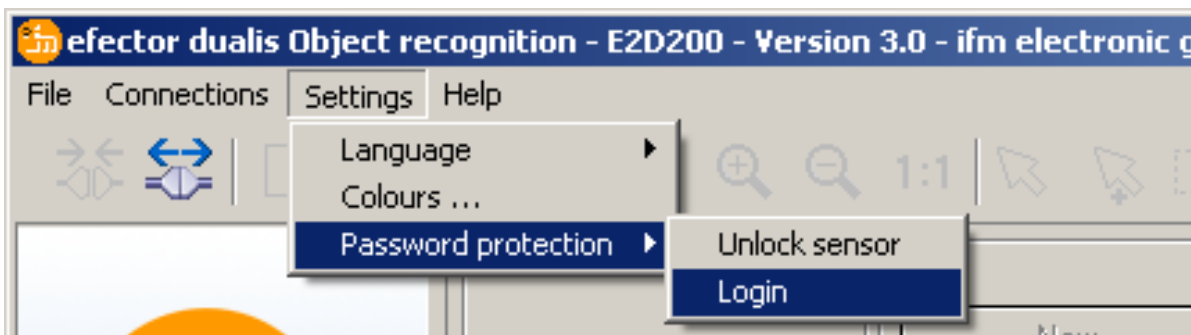 efector dualis Object recognition - E2D200 - Version 3.0 - ifm electronic
File Connections Settings Help
1:1
Language
Colours ...
Password protection
Unlock sensor
Login